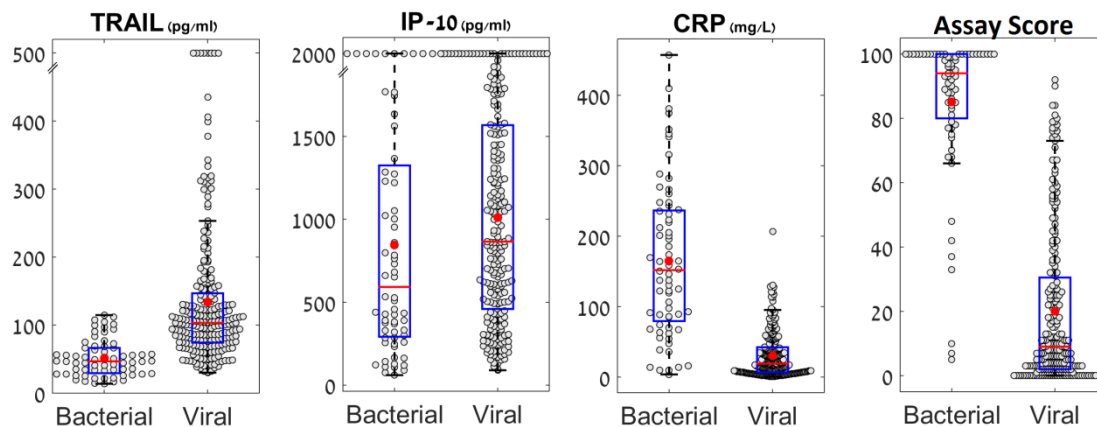 TRAIL (pg/ml)
500
400
300
200
100
0
Bacterial Viral
IP-10 (pg/ml)
2000
1500
1000
500
0
Bacterial Viral
CRP (mg/L)
400
300
200
100
0
Bacterial Viral
Assay Score
100
80
60
40
20
0
Bacterial Viral